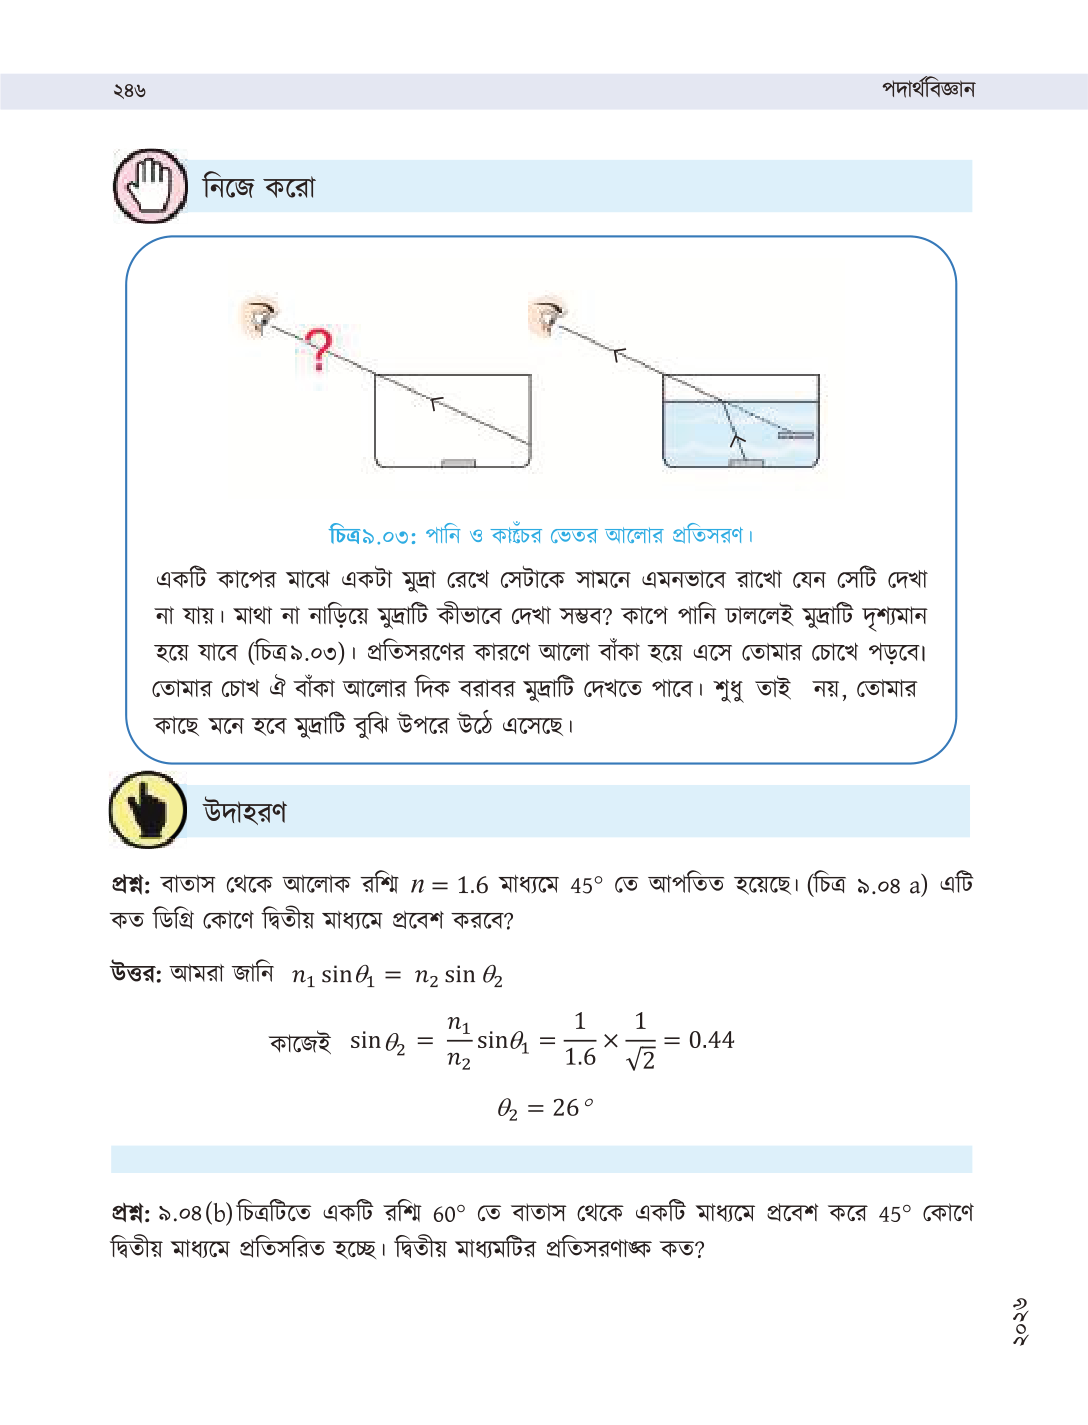 ২৪৬ পদার্থবিজ্ঞান
নিজে করো
?
চিত্র৯.০৩: পানি ও কাচেঁর ভেতর আলোর প্রতিসরণ।
একটি কাপের মাঝে একটা মুদ্রা রেখে সেটাকে সামনে এমনভাবে রাখো যেন সেটি দেখা
না যায়। মাথা না নাড়িয়ে মুদ্রাটি কীভাবে দেখা সম্ভব? কাপে পানি ঢাললেই মুদ্রাটি দৃশ্যমান
হয়ে যাবে (চিত্র৯.০৩)। প্রতিসরণের কারণে আলো বাঁকা হয়ে এসে তোমার চোখে পড়বে।
তোমার চোখ ঐ বাঁকা আলোর দিক বরাবর মুদ্রাটি দেখতে পাবে। শুধু তাই নয়, তোমার
কাছে মনে হবে মুদ্রাটি বুঝি উপরে উঠে এসেছে।
উদাহরণ
প্রশ্ন: বাতাস থেকে আলোক রশ্মি n = 1.6 মাধ্যমে 45° তে আপতিত হয়েছে। (চিত্র ৯.০৪ a) এটি
কত ডিগ্রি কোণে দ্বিতীয় মাধ্যমে প্রবেশ করবে?
উত্তর: আমরা জানি n₁ sinθ₁ = n₂ sin θ₂
কাজেই sin θ₂ = n₁/n₂ sinθ₁ = 1/1.6 × 1/√2 = 0.44
θ₂ = 26°
প্রশ্ন: ৯.০৪(b) চিত্রটিতে একটি রশ্মি 60° তে বাতাস থেকে একটি মাধ্যমে প্রবেশ করে 45° কোণে
দ্বিতীয় মাধ্যমে প্রতিসরিত হচ্ছে। দ্বিতীয় মাধ্যমটির প্রতিসরণাঙ্ক কত?
২০২৬